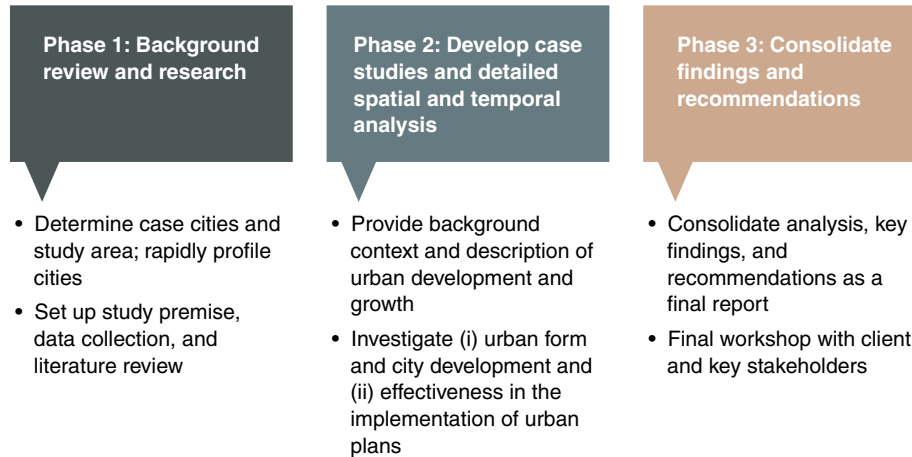 Phase 1: Background
review and research
• Determine case cities and
study area; rapidly profile
cities
• Set up study premise,
data collection, and
literature review
Phase 2: Develop case
studies and detailed
spatial and temporal
analysis
• Provide background
context and description of
urban development and
growth
• Investigate (i) urban form
and city development and
(ii) effectiveness in the
implementation of urban
plans
Phase 3: Consolidate
findings and
recommendations
• Consolidate analysis, key
findings, and
recommendations as a
final report
• Final workshop with client
and key stakeholders